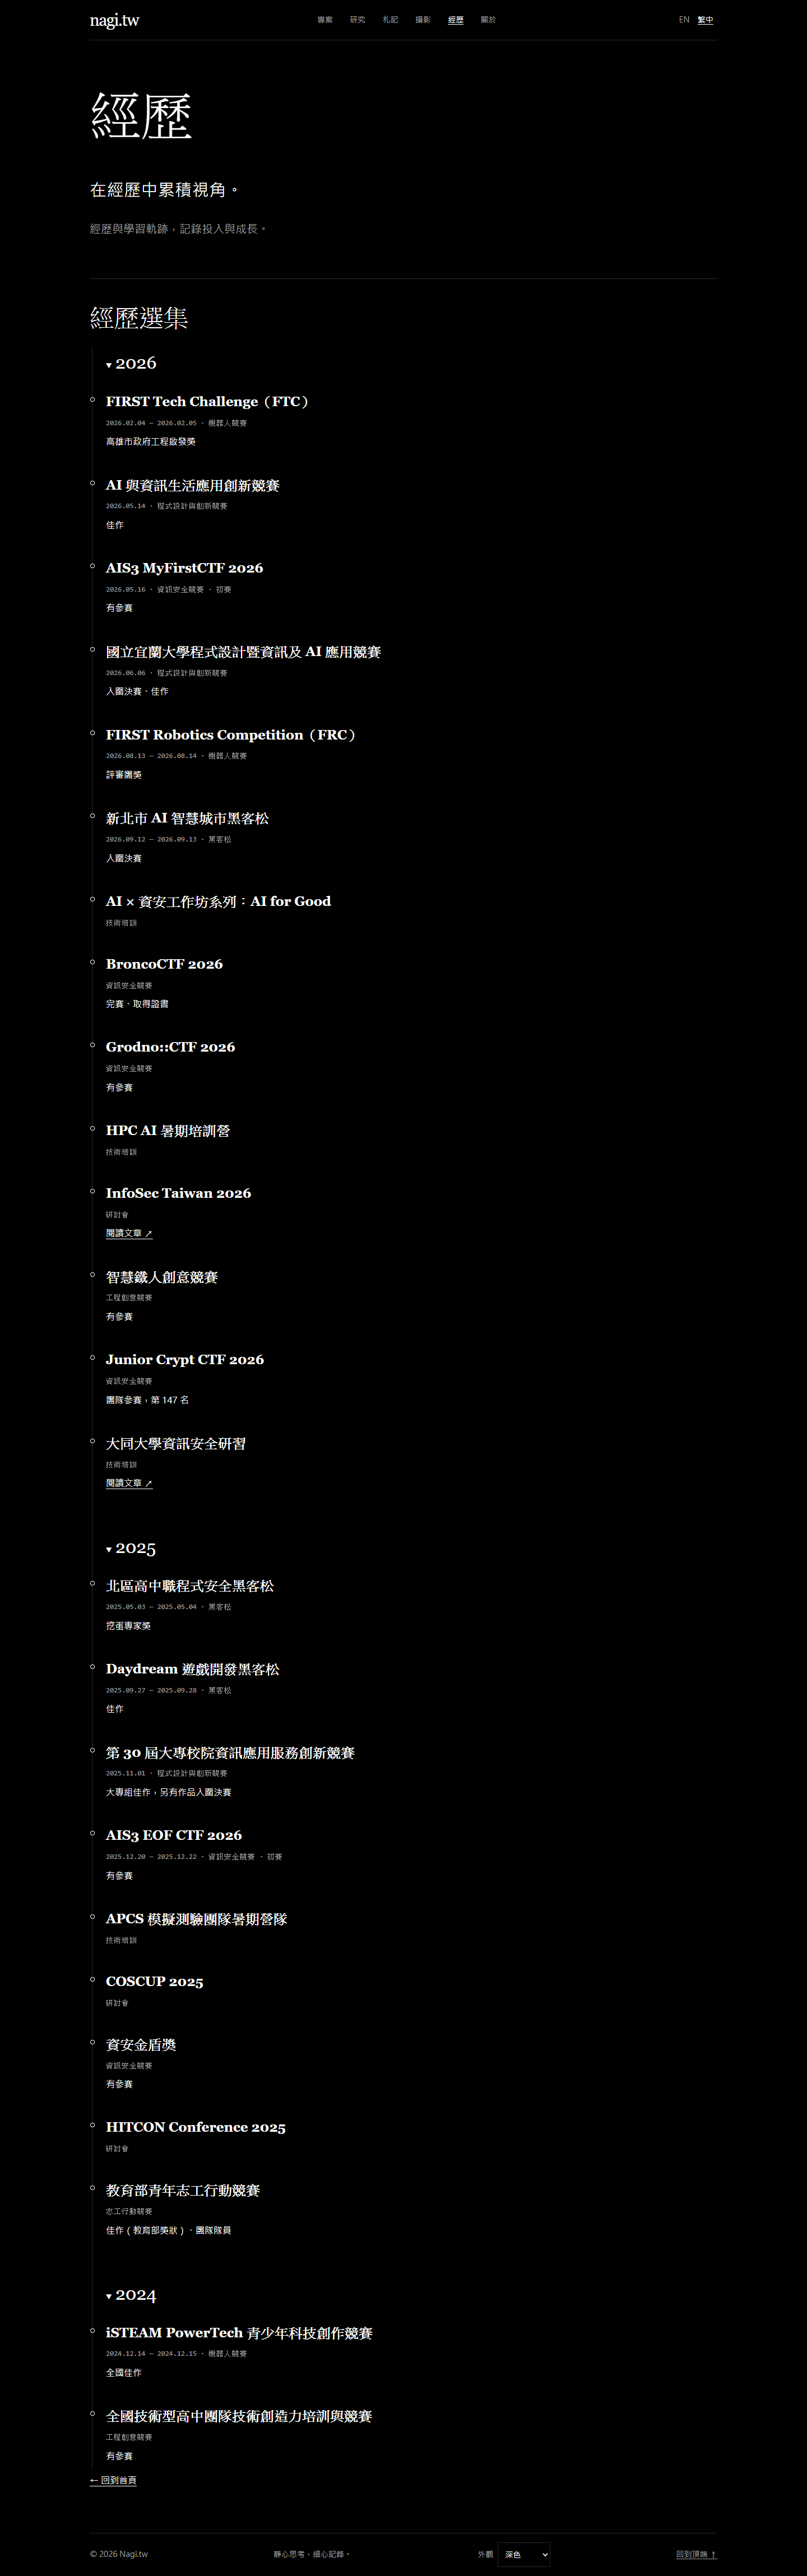 nagi.tw
專案 研究 札記 攝影 經歷 關於
EN 繁中
經歷
在經歷中累積視角。
經歷與學習軌跡，記錄投入與成長。
經歷選集
▾ 2026
FIRST Tech Challenge（FTC）
2026.02.04 — 2026.02.05 · 機器人競賽
高雄市政府工程啟發獎
AI 與資訊生活應用創新競賽
2026.05.14 · 程式設計與創新競賽
佳作
AIS3 MyFirstCTF 2026
2026.05.16 · 資訊安全競賽 · 初賽
有參賽
國立宜蘭大學程式設計暨資訊及 AI 應用競賽
2026.06.06 · 程式設計與創新競賽
入圍決賽、佳作
FIRST Robotics Competition（FRC）
2026.08.13 — 2026.08.14 · 機器人競賽
評審團獎
新北市 AI 智慧城市黑客松
2026.09.12 — 2026.09.13 · 黑客松
入圍決賽
AI × 資安工作坊系列：AI for Good
技術培訓
BroncoCTF 2026
資訊安全競賽
完賽、取得證書
Grodno::CTF 2026
資訊安全競賽
有參賽
HPC AI 暑期培訓營
技術培訓
InfoSec Taiwan 2026
研討會
閱讀文章 ↗
智慧鐵人創意競賽
工程創意競賽
有參賽
Junior Crypt CTF 2026
資訊安全競賽
團隊參賽，第 147 名
大同大學資訊安全研習
技術培訓
閱讀文章 ↗
▾ 2025
北區高中職程式安全黑客松
2025.05.03 — 2025.05.04 · 黑客松
挖蛋專家獎
Daydream 遊戲開發黑客松
2025.09.27 — 2025.09.28 · 黑客松
佳作
第 30 屆大專校院資訊應用服務創新競賽
2025.11.01 · 程式設計與創新競賽
大專組佳作，另有作品入圍決賽
AIS3 EOF CTF 2026
2025.12.20 — 2025.12.22 · 資訊安全競賽 · 初賽
有參賽
APCS 模擬測驗團隊暑期營隊
技術培訓
COSCUP 2025
研討會
資安金盾獎
資訊安全競賽
有參賽
HITCON Conference 2025
研討會
教育部青年志工行動競賽
志工行動競賽
佳作（教育部獎狀）、團隊隊員
▾ 2024
iSTEAM PowerTech 青少年科技創作競賽
2024.12.14 — 2024.12.15 · 機器人競賽
全國佳作
全國技術型高中團隊技術創造力培訓與競賽
工程創意競賽
有參賽
← 回到首頁
© 2026 Nagi.tw
靜心思考，細心記錄。
外觀 深色
回到頂端 ↑